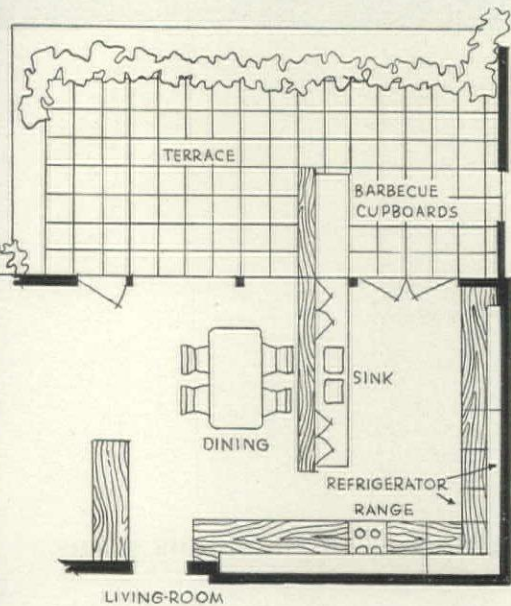 TERRACE
BARBECUE
CUPBOARDS
SINK
DINING
REFRIGERATOR
RANGE
LIVING-ROOM